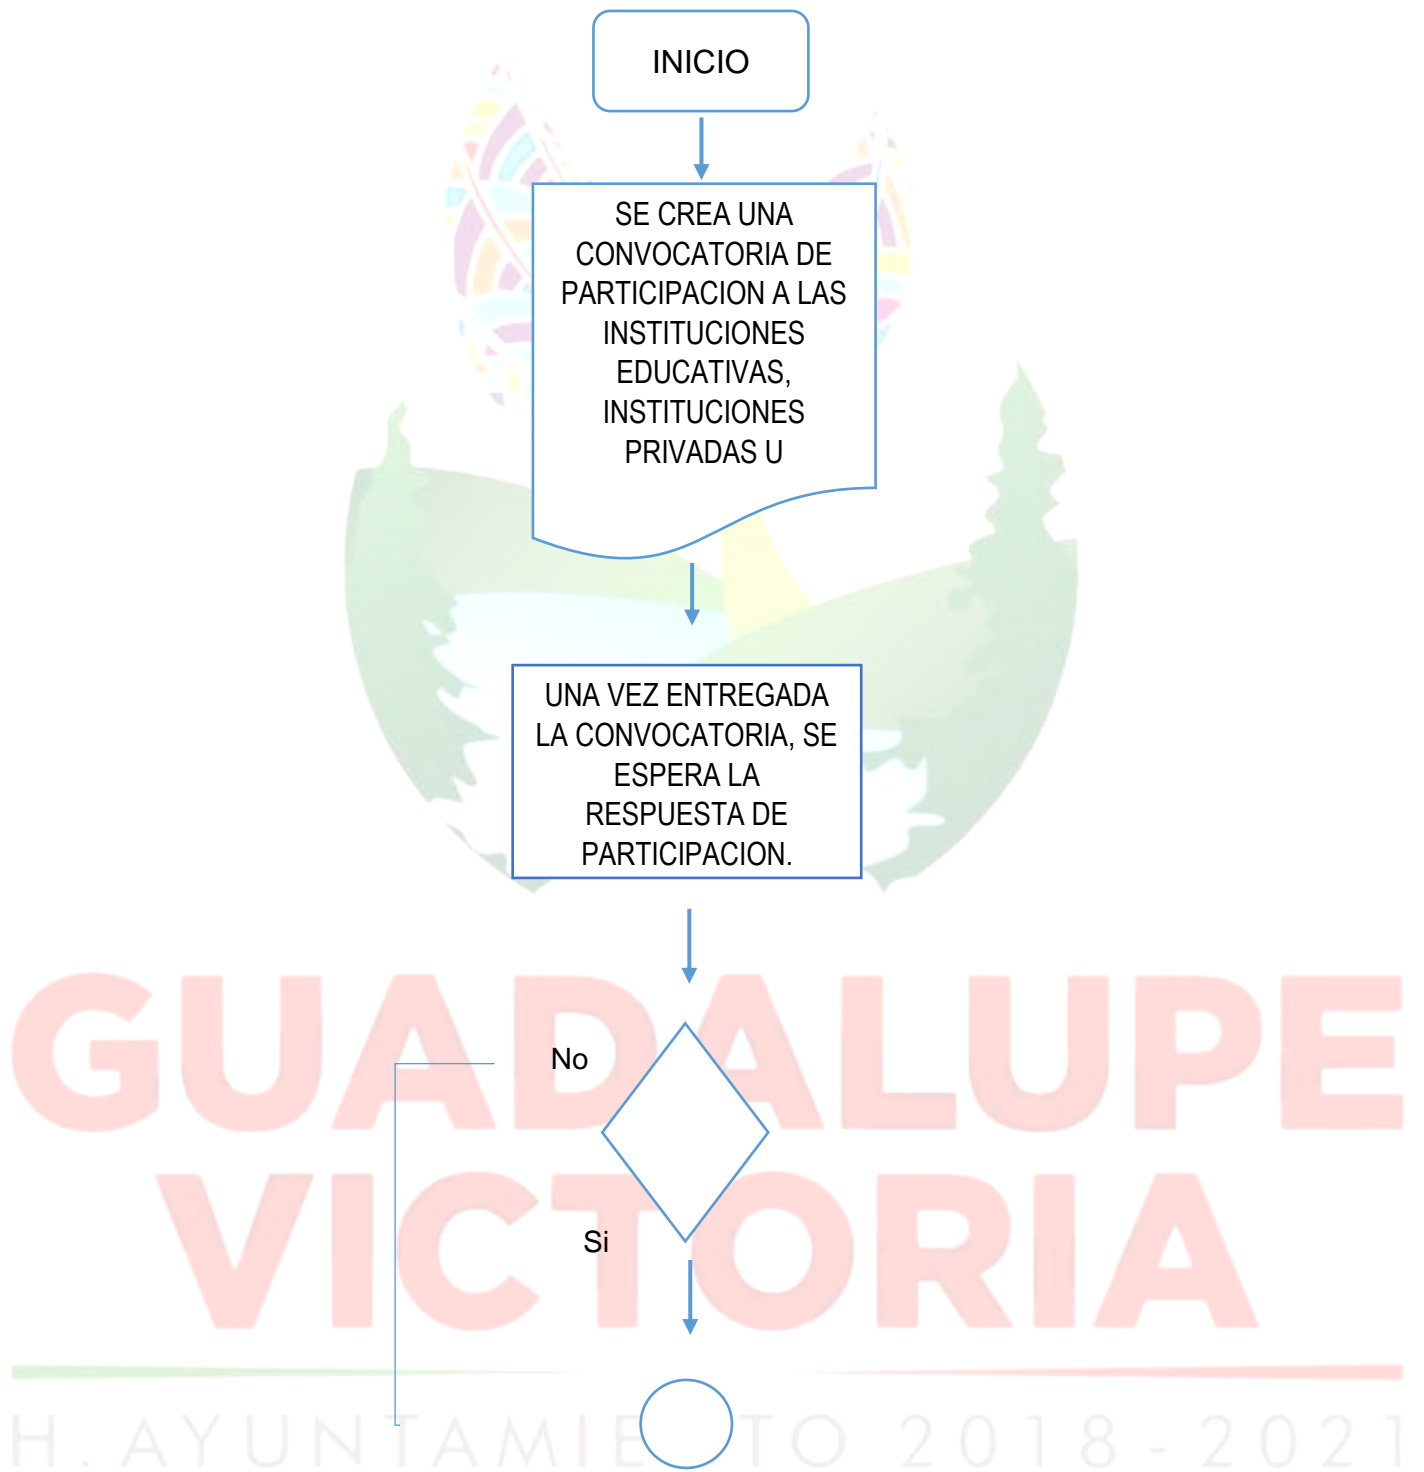 INICIO
SE CREA UNA
CONVOCATORIA DE
PARTICIPACION A LAS
INSTITUCIONES
EDUCATIVAS,
INSTITUCIONES
PRIVADAS U
UNA VEZ ENTREGADA
LA CONVOCATORIA, SE
ESPERA LA
RESPUESTA DE
PARTICIPACION.
No
Si
GUADALUPE
VICTORIA
H. AYUNTAMIENTO 2018 - 2021